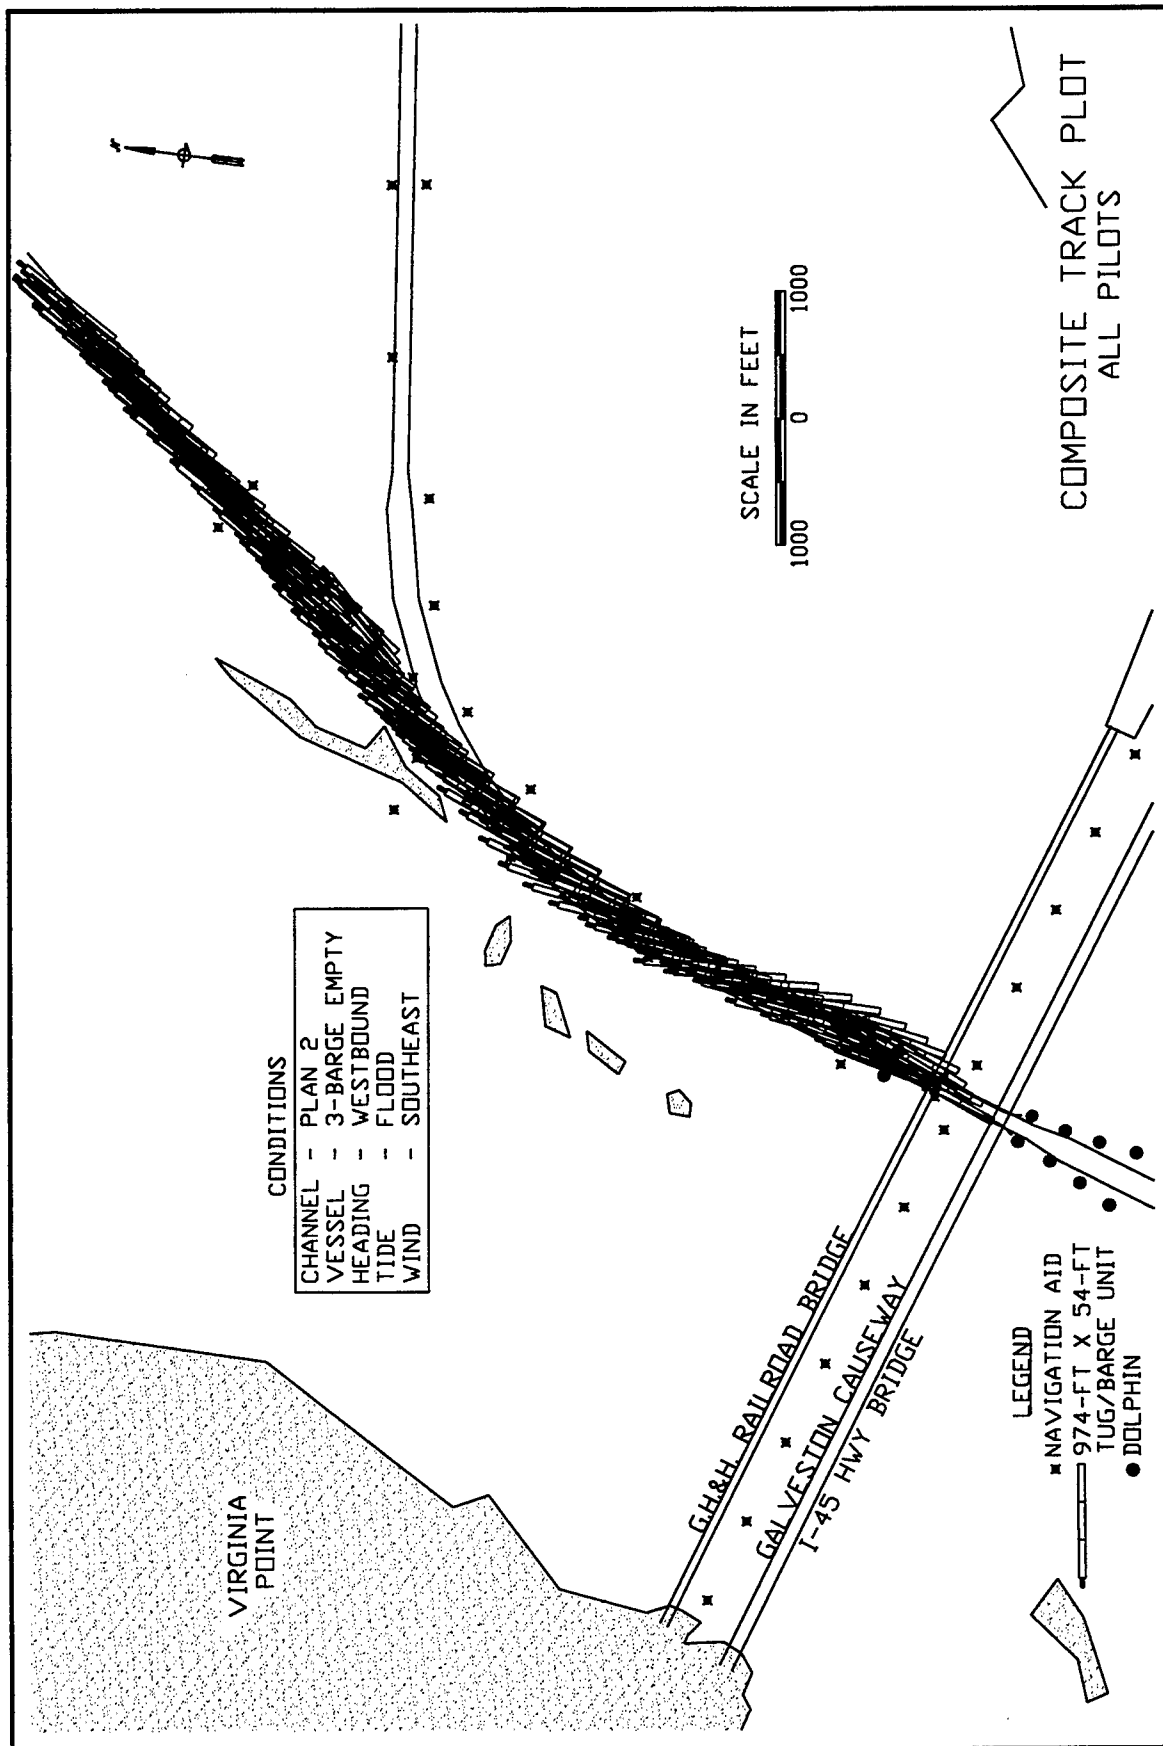 VIRGINIA
POINT
CONDITIONS
CHANNEL - PLAN 2
VESSEL - 3-BARGE EMPTY
HEADING - WESTBOUND
TIDE - FLOOD
WIND - SOUTHEAST
N
SCALE IN FEET
1000 0 1000
G.H.&H. RAILROAD BRIDGE
GALVESTON CAUSEWAY
I-45 HWY BRIDGE
LEGEND
NAVIGATION AID
974-FT X 54-FT
TUG/BARGE UNIT
DOLPHIN
COMPOSITE TRACK PLOT
ALL PILOTS